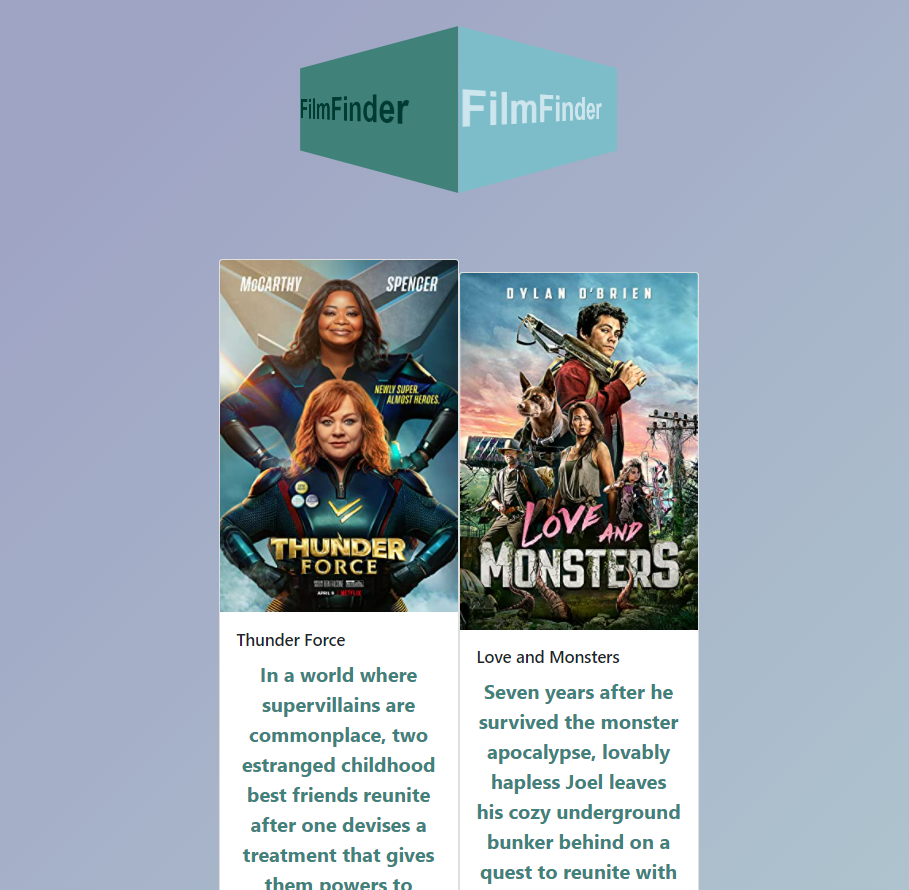 FilmFinder
FilmFinder
McCARTHY
SPENCER
NEWLY SUPER.
ALMOST HEROES.
THUNDER
FORCE
APRIL 9
NETFLIX
Thunder Force
In a world where
supervillains are
commonplace, two
estranged childhood
best friends reunite
after one devises a
treatment that gives
them powers to
DYLAN O'BRIEN
LOVE AND
MONSTERS
Love and Monsters
Seven years after he
survived the monster
apocalypse, lovably
hapless Joel leaves
his cozy underground
bunker behind on a
quest to reunite with